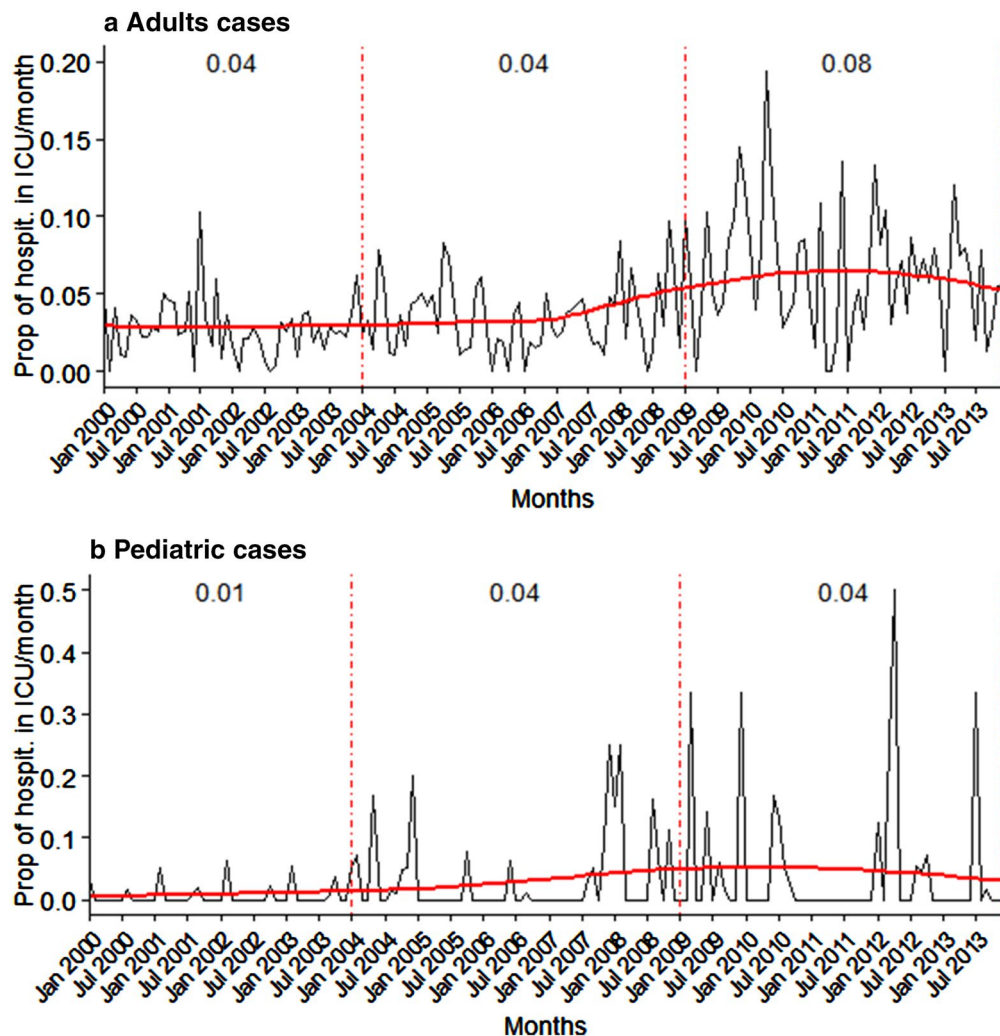 a Adults cases
Prop of hospit. in ICU/month
0.20
0.15
0.10
0.05
0.00
0.04
0.04
0.08
Jan 2000
Jul 2000
Jan 2001
Jul 2001
Jan 2002
Jul 2002
Jan 2003
Jul 2003
Jan 2004
Jul 2004
Jan 2005
Jul 2005
Jan 2006
Jul 2006
Jan 2007
Jul 2007
Jan 2008
Jul 2008
Jan 2009
Jul 2009
Jan 2010
Jul 2010
Jan 2011
Jul 2011
Jan 2012
Jul 2012
Jan 2013
Jul 2013
Months
b Pediatric cases
Prop of hospit. in ICU/month
0.5
0.4
0.3
0.2
0.1
0.0
0.01
0.04
0.04
Jan 2000
Jul 2000
Jan 2001
Jul 2001
Jan 2002
Jul 2002
Jan 2003
Jul 2003
Jan 2004
Jul 2004
Jan 2005
Jul 2005
Jan 2006
Jul 2006
Jan 2007
Jul 2007
Jan 2008
Jul 2008
Jan 2009
Jul 2009
Jan 2010
Jul 2010
Jan 2011
Jul 2011
Jan 2012
Jul 2012
Jan 2013
Jul 2013
Months